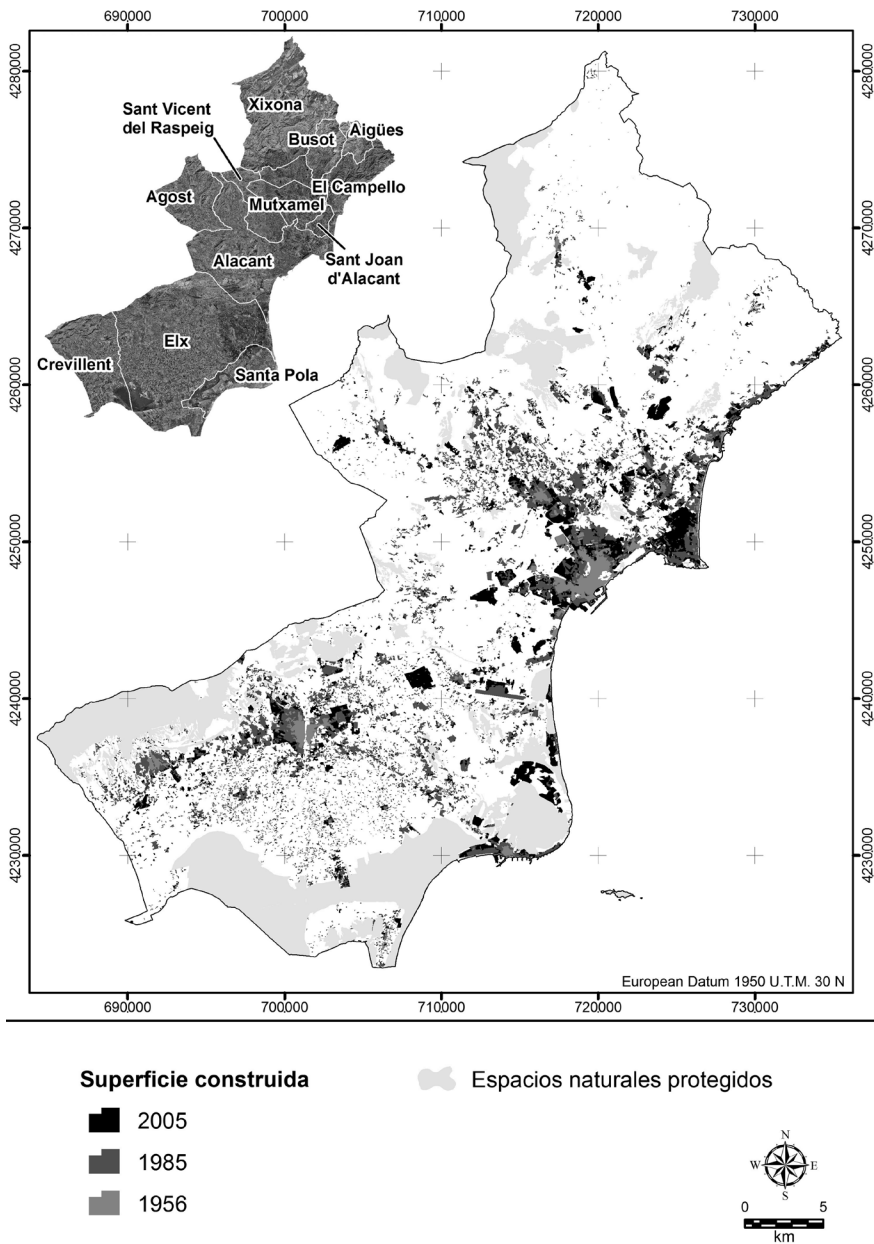 690000 700000 710000 720000 730000
4280000
4270000
4260000
4250000
4240000
4230000
4280000
4270000
4260000
4250000
4240000
4230000
Xixona
Sant Vicent
del Raspeig
Busot
Aigües
Agost
El Campello
Mutxamel
Alacant
Sant Joan
d'Alacant
Elx
Crevillent
Santa Pola
European Datum 1950 U.T.M. 30 N
690000 700000 710000 720000 730000
Superficie construida
2005
1985
1956
Espacios naturales protegidos
N
W E
S
0 5
km